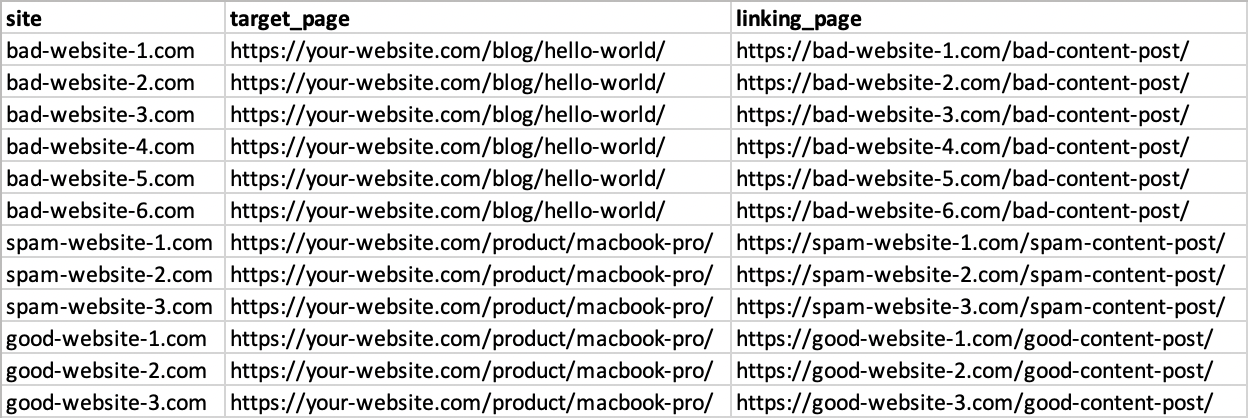 site target_page linking_page
bad-website-1.com https://your-website.com/blog/hello-world/ https://bad-website-1.com/bad-content-post/
bad-website-2.com https://your-website.com/blog/hello-world/ https://bad-website-2.com/bad-content-post/
bad-website-3.com https://your-website.com/blog/hello-world/ https://bad-website-3.com/bad-content-post/
bad-website-4.com https://your-website.com/blog/hello-world/ https://bad-website-4.com/bad-content-post/
bad-website-5.com https://your-website.com/blog/hello-world/ https://bad-website-5.com/bad-content-post/
bad-website-6.com https://your-website.com/blog/hello-world/ https://bad-website-6.com/bad-content-post/
spam-website-1.com https://your-website.com/product/macbook-pro/ https://spam-website-1.com/spam-content-post/
spam-website-2.com https://your-website.com/product/macbook-pro/ https://spam-website-2.com/spam-content-post/
spam-website-3.com https://your-website.com/product/macbook-pro/ https://spam-website-3.com/spam-content-post/
good-website-1.com https://your-website.com/product/macbook-pro/ https://good-website-1.com/good-content-post/
good-website-2.com https://your-website.com/product/macbook-pro/ https://good-website-2.com/good-content-post/
good-website-3.com https://your-website.com/product/macbook-pro/ https://good-website-3.com/good-content-post/